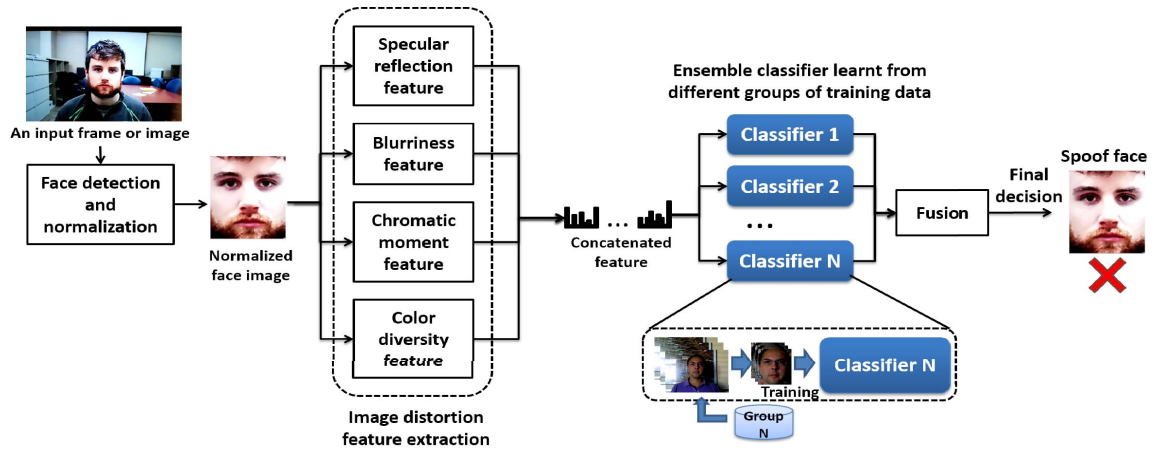 An input frame or image
Face detection
and
normalization
Normalized
face image
Specular
reflection
feature
Blurriness
feature
Chromatic
moment
feature
Color
diversity
feature
Image distortion
feature extraction
...
Concatenated
feature
Ensemble classifier learnt from
different groups of training data
Classifier 1
Classifier 2
...
Classifier N
Training
Classifier N
Group
N
Fusion
Final
decision
Spoof face